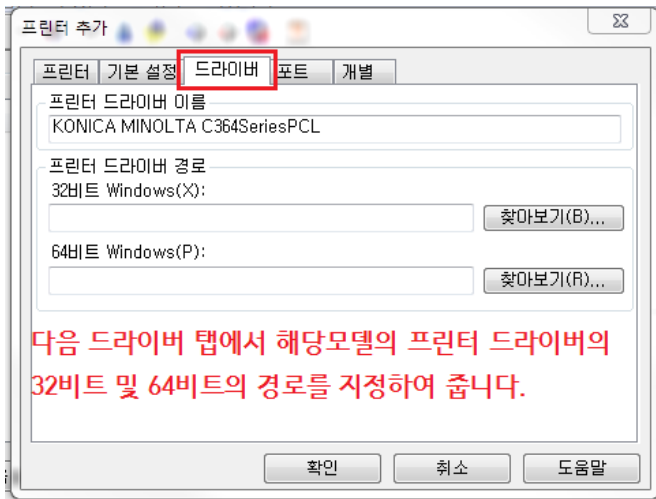 프린터 추가
프린터 기본 설정 드라이버 포트 개별
프린터 드라이버 이름
KONICA MINOLTA C364SeriesPCL
프린터 드라이버 경로
32비트 Windows(X):
찾아보기(B)...
64비트 Windows(P):
찾아보기(R)...
다음 드라이버 탭에서 해당모델의 프린터 드라이버의
32비트 및 64비트의 경로를 지정하여 줍니다.
확인 취소 도움말